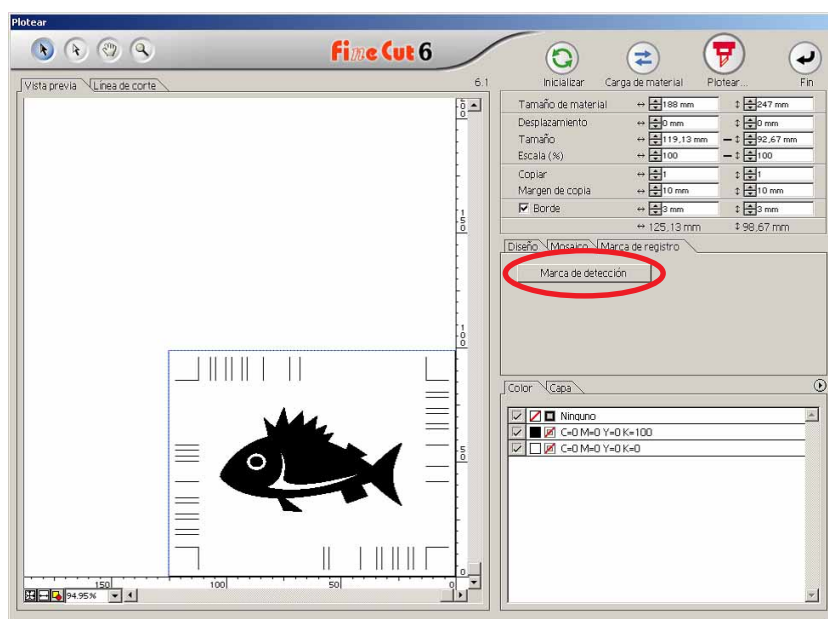 Plotear
FineCut 6
Inicializar Carga de material Plotear... Fin
Vista previa Línea de corte 6.1
Tamaño de material ↔ 188 mm ↕ 247 mm
Desplazamiento ↔ 0 mm ↕ 0 mm
Tamaño ↔ 119,13 mm ↕ 92,67 mm
Escala (%) ↔ 100 ↕ 100
Copiar ↔ 1 ↕ 1
Margen de copia ↔ 10 mm ↕ 10 mm
Borde ↔ 3 mm ↕ 3 mm
↔ 125,13 mm ↕ 98,67 mm
Diseño Mosaico Marca de registro
Marca de detección
150
100
Color Capa
Ninguno
C=0 M=0 Y=0 K=100
C=0 M=0 Y=0 K=0
50
0
150 100 50 0
94.95%